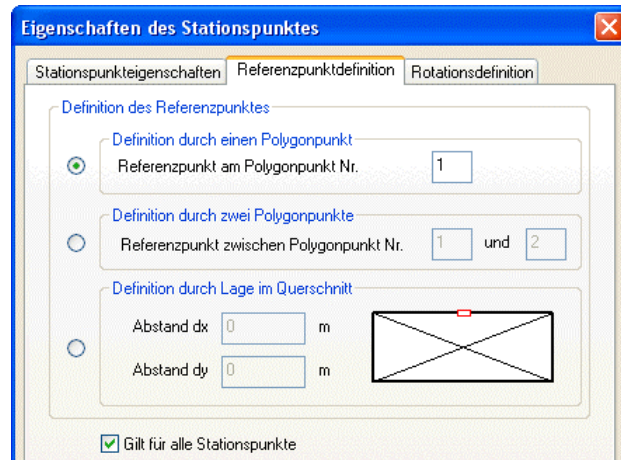 Eigenschaften des Stationspunktes
Stationspunkteigenschaften Referenzpunktdefinition Rotationsdefinition
Definition des Referenzpunktes
Definition durch einen Polygonpunkt
Referenzpunkt am Polygonpunkt Nr. 1
Definition durch zwei Polygonpunkte
Referenzpunkt zwischen Polygonpunkt Nr. 1 und 2
Definition durch Lage im Querschnitt
Abstand dx 0 m
Abstand dy 0 m
Gilt für alle Stationspunkte